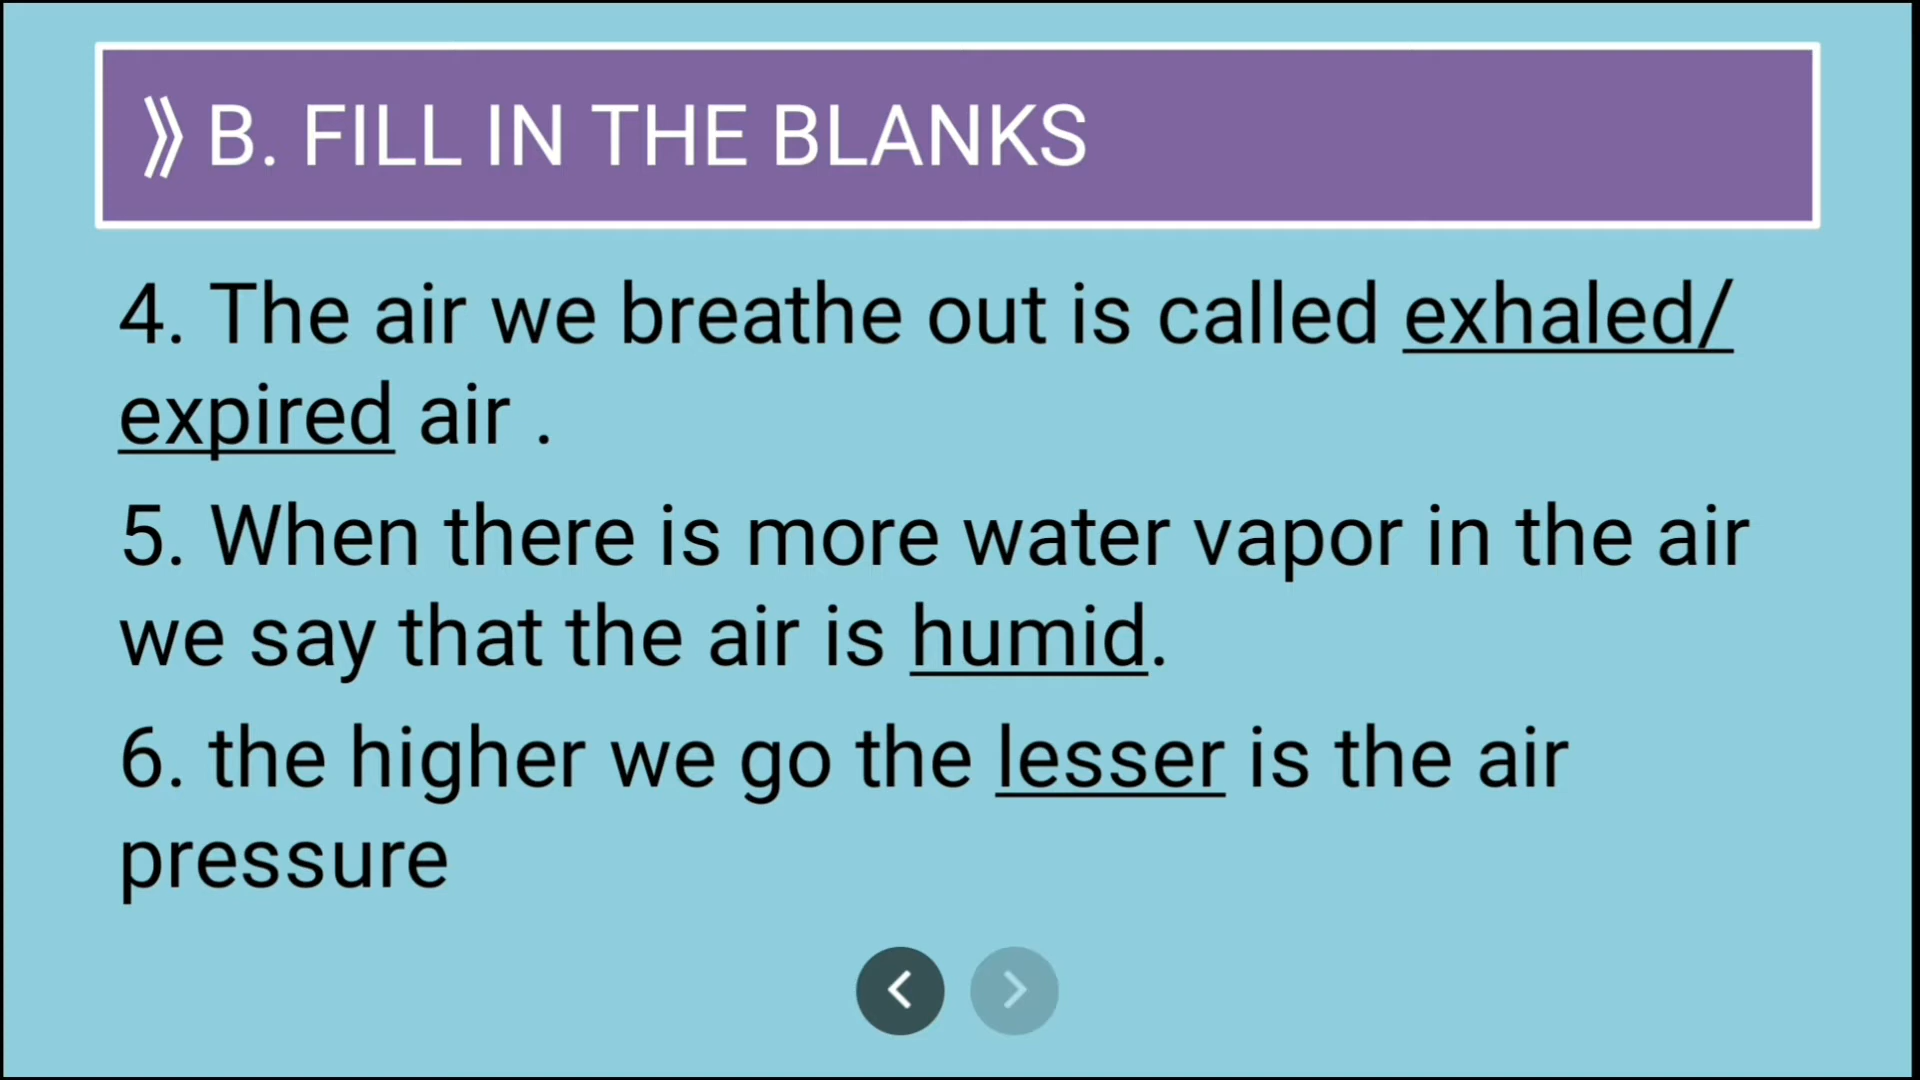 ⟫ B. FILL IN THE BLANKS
4. The air we breathe out is called exhaled/
expired air .
5. When there is more water vapor in the air
we say that the air is humid.
6. the higher we go the lesser is the air
pressure